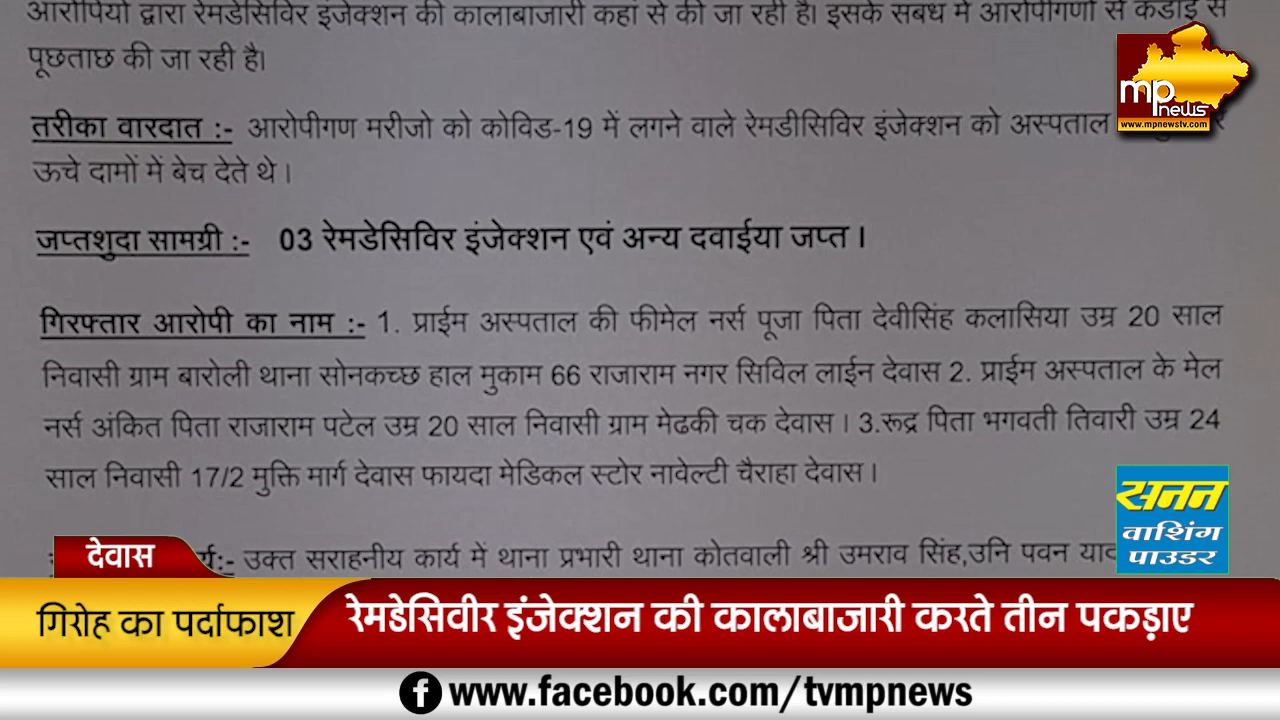 आरोपियो द्वारा रेमडेसिविर इंजेक्शन की कालाबाजारी कहां से की जा रही है। इसके सबध मे आरोपीगणो से कडाई से
पूछताछ की जा रही है।
mp news
www.mpnewstv.com
तरीका वारदात :- आरोपीगण मरीजो को कोविड-19 में लगने वाले रेमडीसिविर इंजेक्शन को अस्पताल
ऊचे दामों में बेच देते थे ।
जप्तशुदा सामग्री :- 03 रेमडेसिविर इंजेक्शन एवं अन्य दवाईया जप्त ।
गिरफ्तार आरोपी का नाम :- 1. प्राईम अस्पताल की फीमेल नर्स पूजा पिता देवीसिंह कलासिया उम्र 20 साल
निवासी ग्राम बारोली थाना सोनकच्छ हाल मुकाम 66 राजाराम नगर सिविल लाईन देवास 2. प्राईम अस्पताल के मेल
नर्स अंकित पिता राजाराम पटेल उम्र 20 साल निवासी ग्राम मेढकी चक देवास । 3.रूद्र पिता भगवती तिवारी उम्र 24
साल निवासी 17/2 मुक्ति मार्ग देवास फायदा मेडिकल स्टोर नावेल्टी चैराहा देवास ।
सनन
वाशिंग
पाउडर
उक्त सराहनीय कार्य में थाना प्रभारी थाना कोतवाली श्री उमराव सिंह,उनि पवन
देवास
गिरोह का पर्दाफाश
रेमडेसिवीर इंजेक्शन की कालाबाजारी करते तीन पकड़ाए
www.facebook.com/tvmpnews